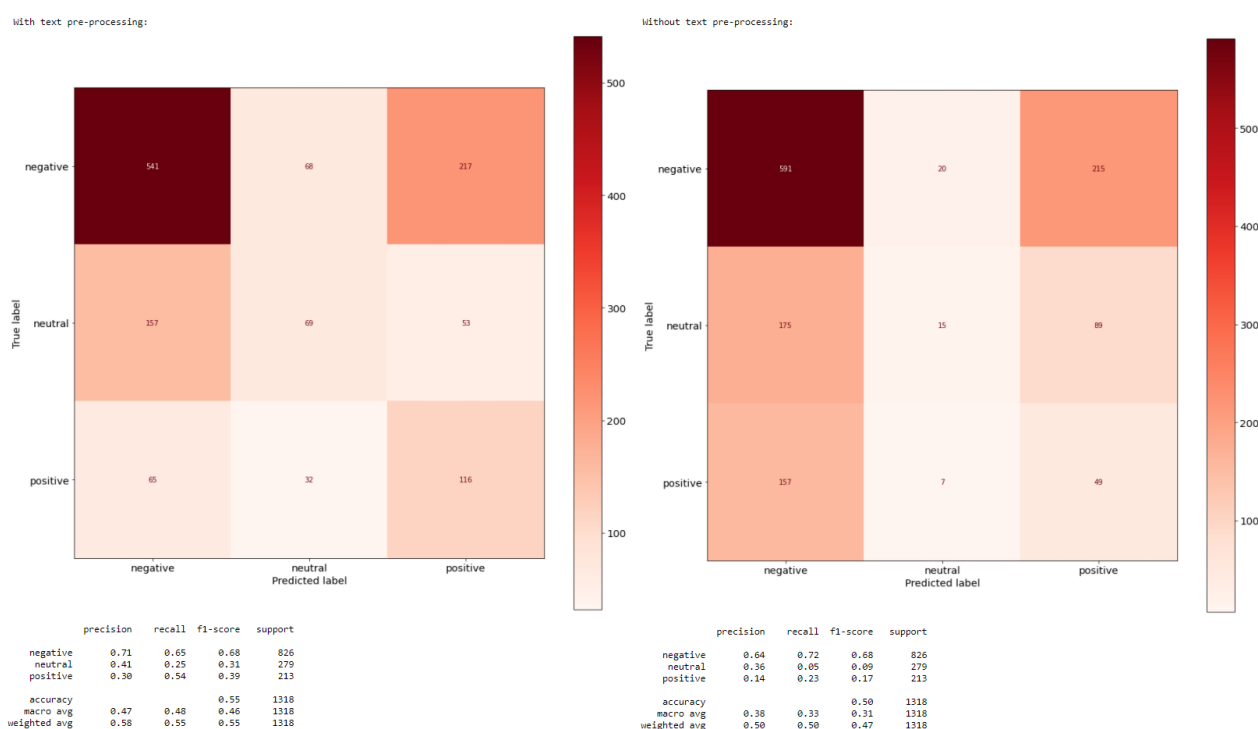 With text pre-processing:
500
400
300
200
100
negative
541
68
217
neutral
157
69
53
positive
65
32
116
True label
negative neutral positive
Predicted label
precision recall f1-score support
negative 0.71 0.65 0.68 826
neutral 0.41 0.25 0.31 279
positive 0.30 0.54 0.39 213
accuracy 0.55 1318
macro avg 0.47 0.48 0.46 1318
weighted avg 0.58 0.55 0.55 1318
Without text pre-processing:
500
400
300
200
100
negative
591
20
215
neutral
175
15
89
positive
157
7
49
True label
negative neutral positive
Predicted label
precision recall f1-score support
negative 0.64 0.72 0.68 826
neutral 0.36 0.05 0.09 279
positive 0.14 0.23 0.17 213
accuracy 0.50 1318
macro avg 0.38 0.33 0.31 1318
weighted avg 0.50 0.50 0.47 1318